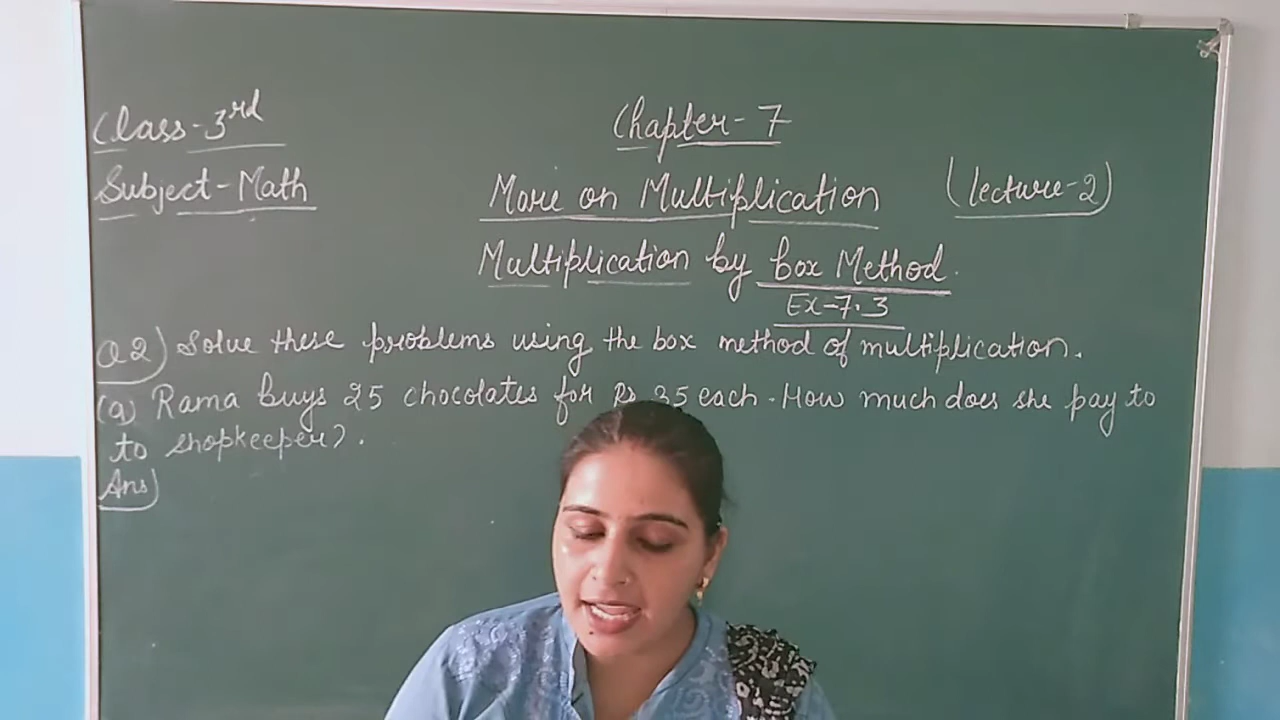 Class-3rd
Subject-Math
Chapter-7
More on Multiplication (lecture-2)
Multiplication by box Method.
Ex-7.3
Q2) Solve these problems using the box method of multiplication.
(a) Rama buys 25 chocolates for Rs 35 each. How much does she pay to
to shopkeeper?.
Ans)